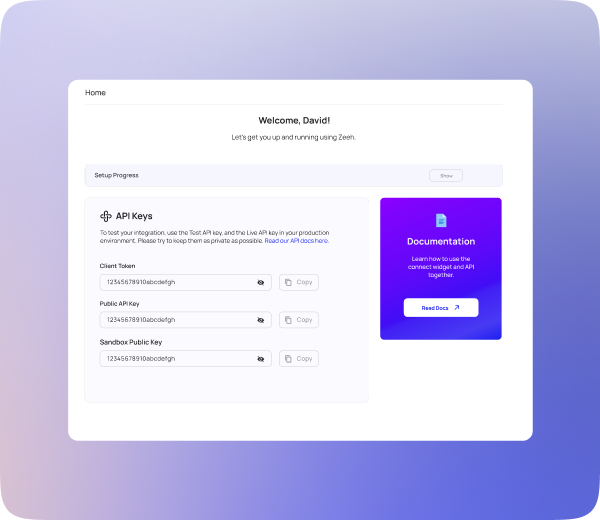 Home
Welcome, David!
Let's get you up and running using Zeeh.
Setup Progress
Show
API Keys
To test your integration, use the Test API key, and the Live API key in your production
environment. Please try to keep them as private as possible. Read our API docs here.
Client Token
12345678910abcdefgh
Copy
Public API Key
12345678910abcdefgh
Copy
Sandbox Public Key
12345678910abcdefgh
Copy
Documentation
Learn how to use the
connect widget and API
together.
Read Docs